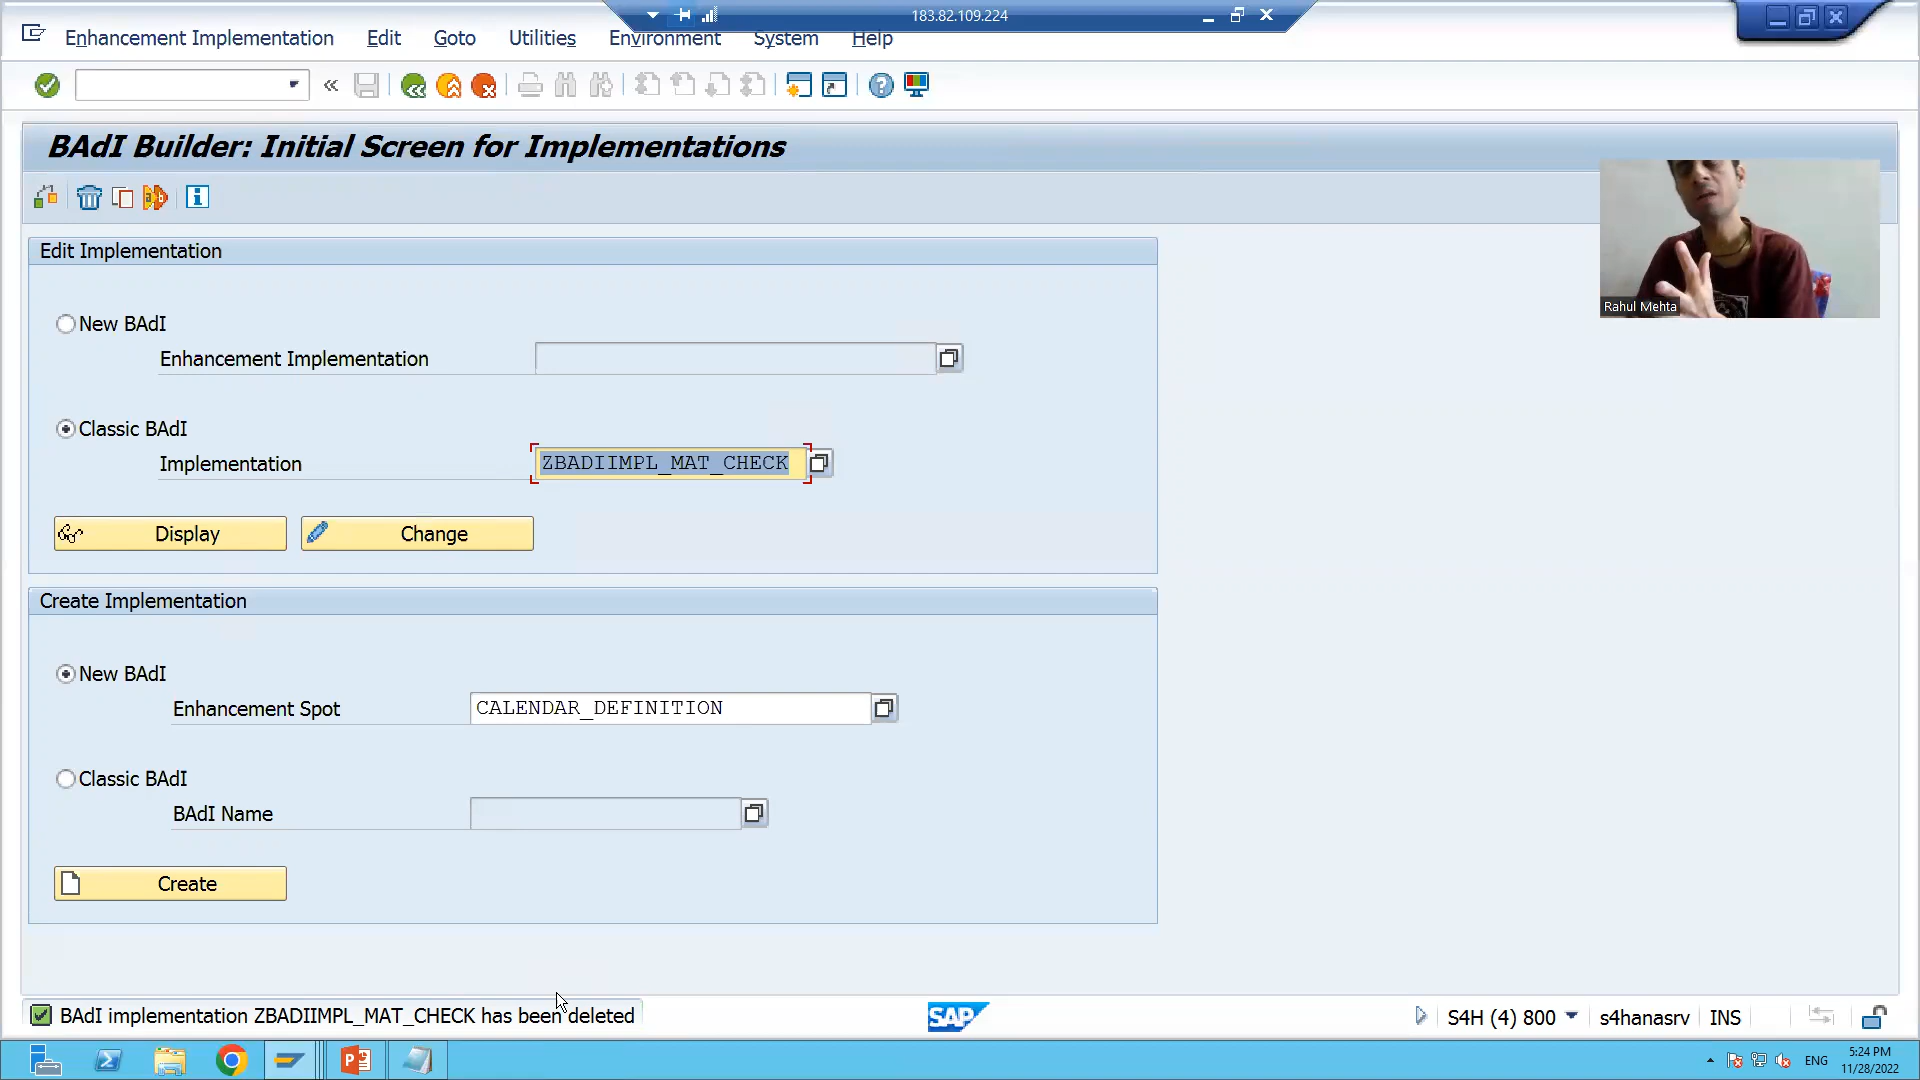 183.82.109.224
Enhancement Implementation Edit Goto Utilities Environment System Help
BAdI Builder: Initial Screen for Implementations
Edit Implementation
New BAdI
Enhancement Implementation
Classic BAdI
Implementation ZBADIIMPL_MAT_CHECK
Display Change
Rahul Mehta
Create Implementation
New BAdI
Enhancement Spot CALENDAR_DEFINITION
Classic BAdI
BAdI Name
Create
BAdI implementation ZBADIIMPL_MAT_CHECK has been deleted
SAP
S4H (4) 800 s4hanasrv INS
ENG
5:24 PM
11/28/2022